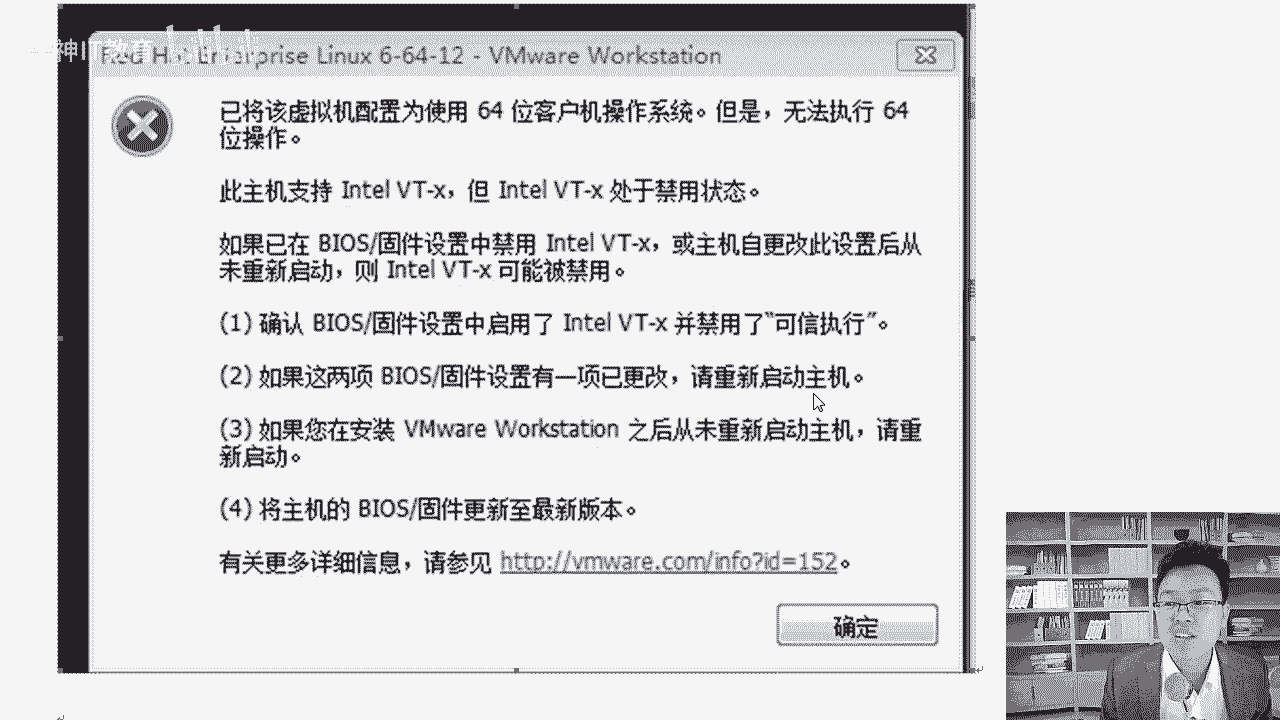 神IT教育
Enterprise Linux 6-64-12 - VMware Workstation
已将该虚拟机配置为使用 64 位客户机操作系统。但是，无法执行 64
位操作。
此主机支持 Intel VT-x，但 Intel VT-x 处于禁用状态。
如果已在 BIOS/固件设置中禁用 Intel VT-x，或主机自更改此设置后从
未重新启动，则 Intel VT-x 可能被禁用。
(1) 确认 BIOS/固件设置中启用了 Intel VT-x 并禁用了“可信执行”。
(2) 如果这两项 BIOS/固件设置有一项已更改，请重新启动主机。
(3) 如果您在安装 VMware Workstation 之后从未重新启动主机，请重
新启动。
(4) 将主机的 BIOS/固件更新至最新版本。
有关更多详细信息，请参见 http://vmware.com/info?id=152。
确定